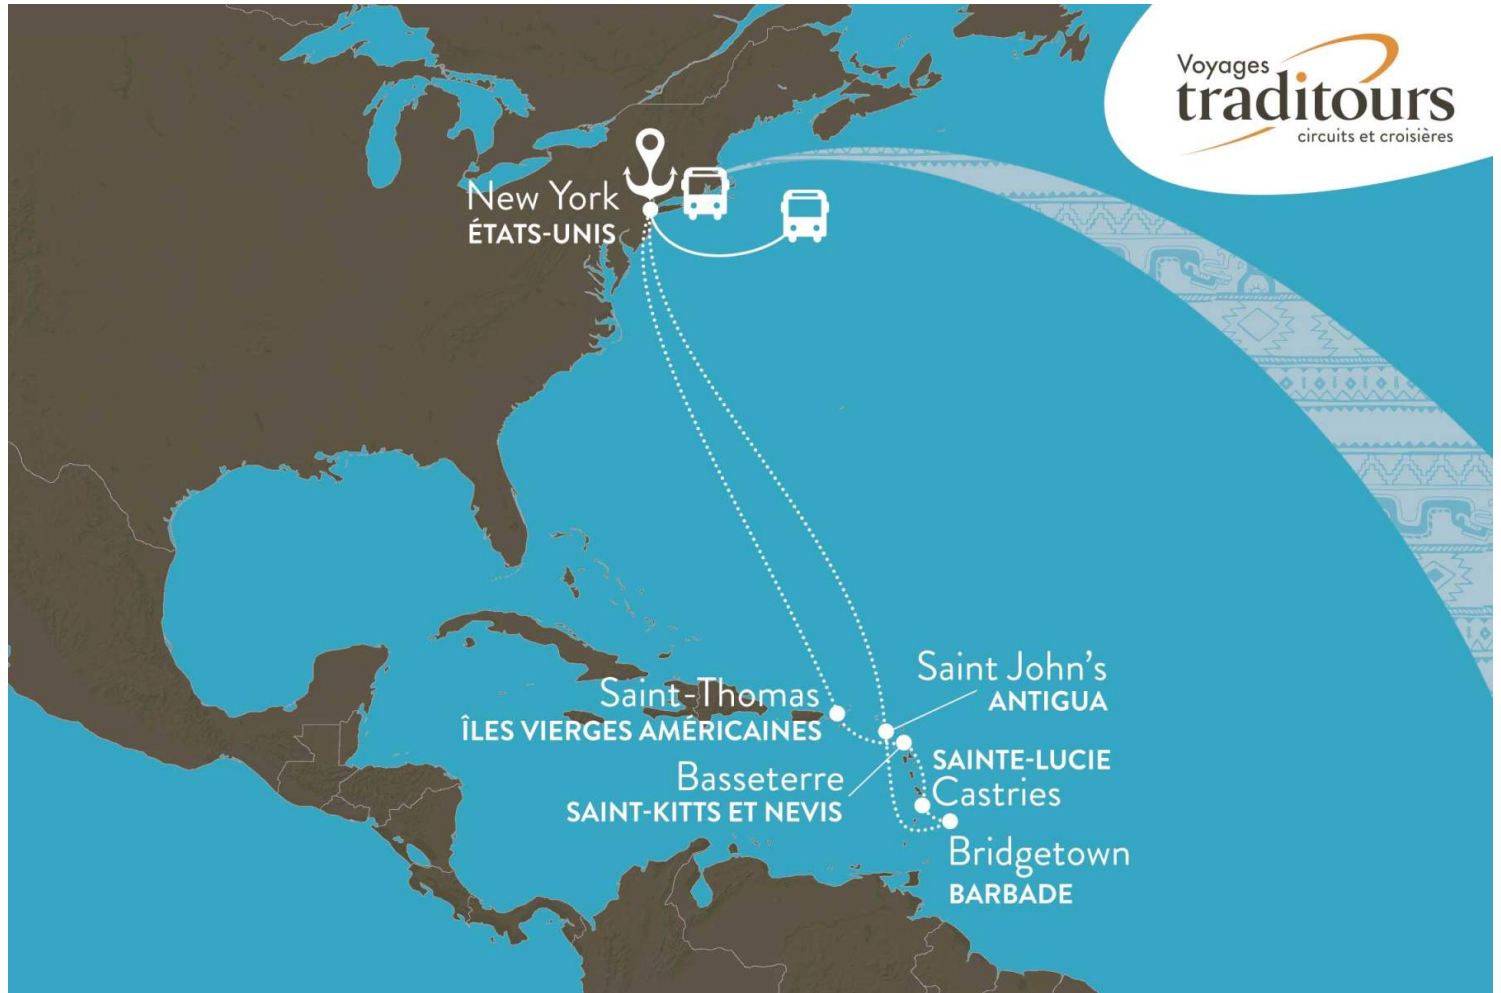 Voyages
traditours
circuits et croisières
New York
ÉTATS-UNIS
Saint John's
ANTIGUA
Saint-Thomas
ÎLES VIERGES AMÉRICAINES
SAINTE-LUCIE
Castries
Basseterre
SAINT-KITTS ET NEVIS
Bridgetown
BARBADE